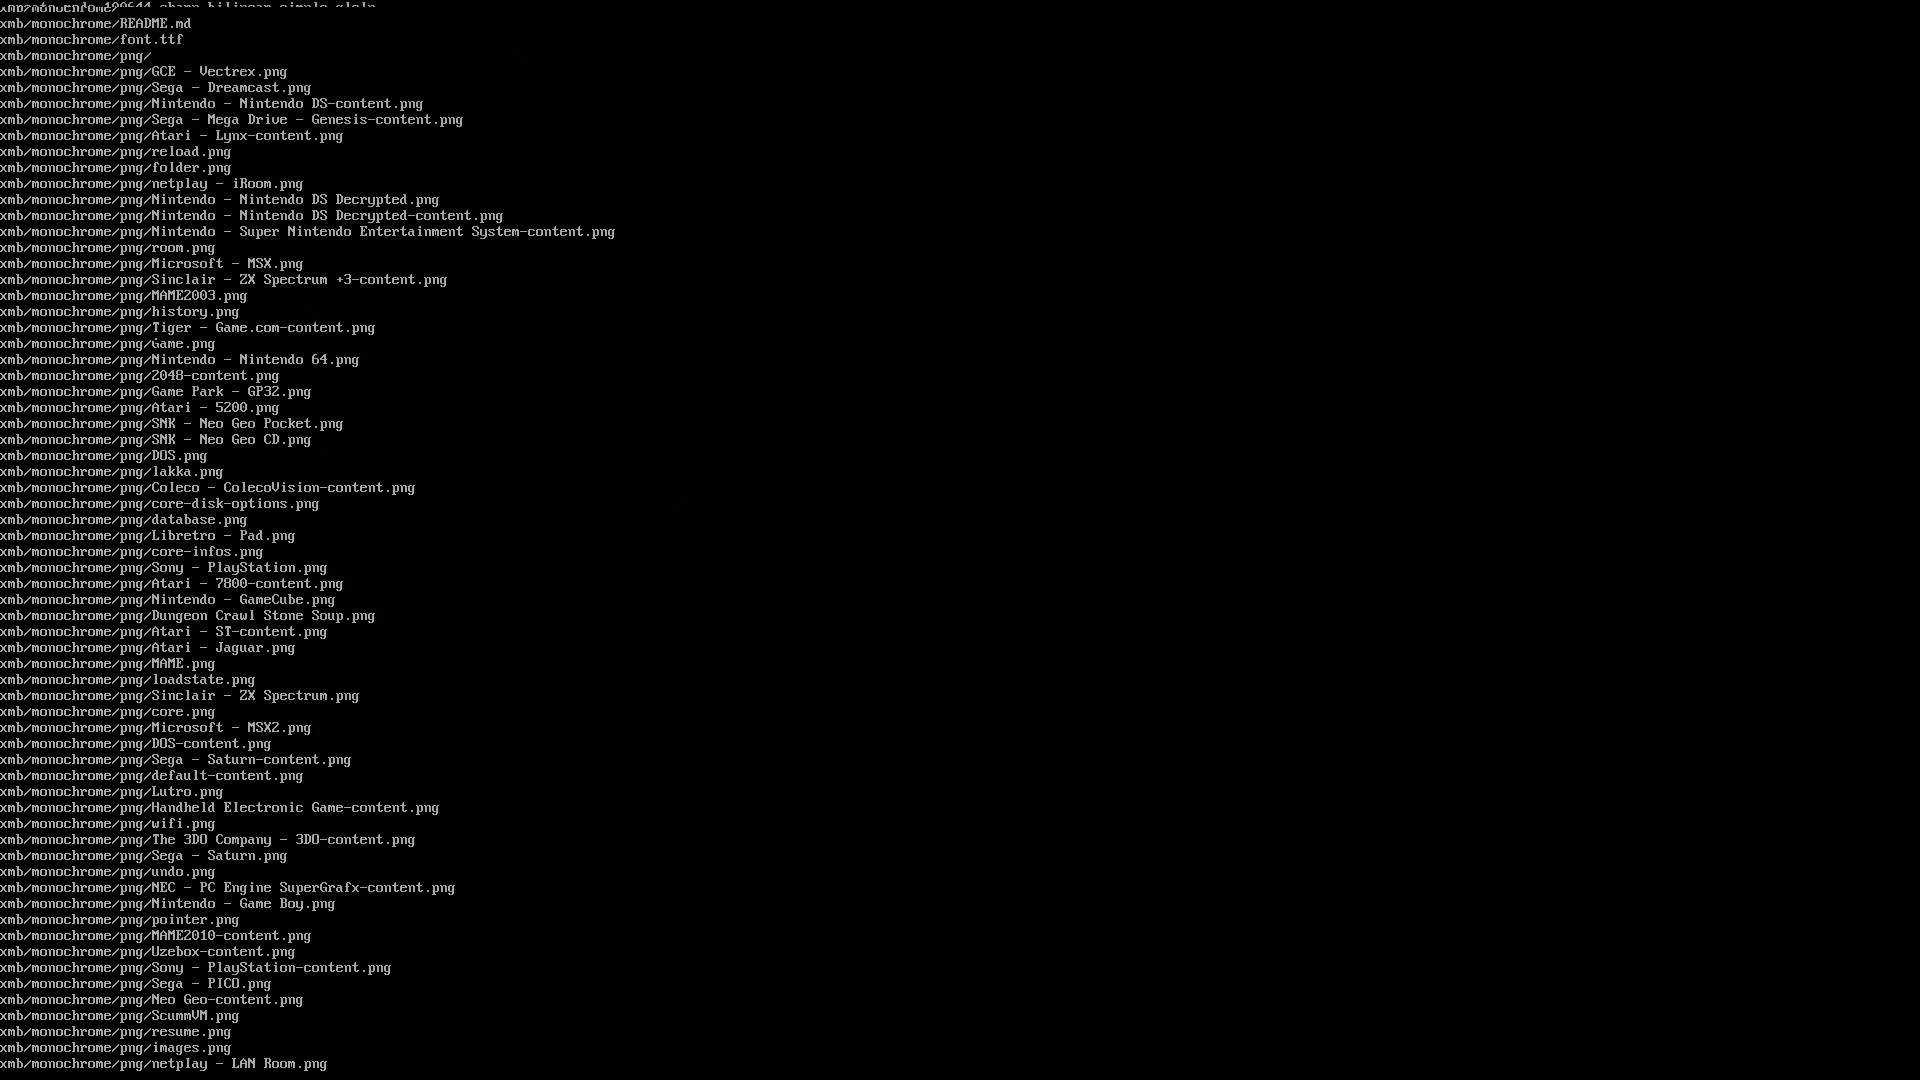 xmb/monochrome/
xmb/monochrome/README.md
xmb/monochrome/font.ttf
xmb/monochrome/png/
xmb/monochrome/png/GCE - Vectrex.png
xmb/monochrome/png/Sega - Dreamcast.png
xmb/monochrome/png/Nintendo - Nintendo DS-content.png
xmb/monochrome/png/Sega - Mega Drive - Genesis-content.png
xmb/monochrome/png/Atari - Lynx-content.png
xmb/monochrome/png/reload.png
xmb/monochrome/png/folder.png
xmb/monochrome/png/netplay - iRoom.png
xmb/monochrome/png/Nintendo - Nintendo DS Decrypted.png
xmb/monochrome/png/Nintendo - Nintendo DS Decrypted-content.png
xmb/monochrome/png/Nintendo - Super Nintendo Entertainment System-content.png
xmb/monochrome/png/room.png
xmb/monochrome/png/Microsoft - MSX.png
xmb/monochrome/png/Sinclair - ZX Spectrum +3-content.png
xmb/monochrome/png/MAME2003.png
xmb/monochrome/png/history.png
xmb/monochrome/png/Tiger - Game.com-content.png
xmb/monochrome/png/Game.png
xmb/monochrome/png/Nintendo - Nintendo 64.png
xmb/monochrome/png/2048-content.png
xmb/monochrome/png/Game Park - GP32.png
xmb/monochrome/png/Atari - 5200.png
xmb/monochrome/png/SNK - Neo Geo Pocket.png
xmb/monochrome/png/SNK - Neo Geo CD.png
xmb/monochrome/png/DOS.png
xmb/monochrome/png/lakka.png
xmb/monochrome/png/Coleco - ColecoVision-content.png
xmb/monochrome/png/core-disk-options.png
xmb/monochrome/png/database.png
xmb/monochrome/png/Libretro - Pad.png
xmb/monochrome/png/core-infos.png
xmb/monochrome/png/Sony - PlayStation.png
xmb/monochrome/png/Atari - 7800-content.png
xmb/monochrome/png/Nintendo - GameCube.png
xmb/monochrome/png/Dungeon Crawl Stone Soup.png
xmb/monochrome/png/Atari - ST-content.png
xmb/monochrome/png/Atari - Jaguar.png
xmb/monochrome/png/MAME.png
xmb/monochrome/png/loadstate.png
xmb/monochrome/png/Sinclair - ZX Spectrum.png
xmb/monochrome/png/core.png
xmb/monochrome/png/Microsoft - MSX2.png
xmb/monochrome/png/DOS-content.png
xmb/monochrome/png/Sega - Saturn-content.png
xmb/monochrome/png/default-content.png
xmb/monochrome/png/Lutro.png
xmb/monochrome/png/Handheld Electronic Game-content.png
xmb/monochrome/png/wifi.png
xmb/monochrome/png/The 3DO Company - 3DO-content.png
xmb/monochrome/png/Sega - Saturn.png
xmb/monochrome/png/undo.png
xmb/monochrome/png/NEC - PC Engine SuperGrafx-content.png
xmb/monochrome/png/Nintendo - Game Boy.png
xmb/monochrome/png/pointer.png
xmb/monochrome/png/MAME2010-content.png
xmb/monochrome/png/Uzebox-content.png
xmb/monochrome/png/Sony - PlayStation-content.png
xmb/monochrome/png/Sega - PICO.png
xmb/monochrome/png/Neo Geo-content.png
xmb/monochrome/png/ScummVM.png
xmb/monochrome/png/resume.png
xmb/monochrome/png/images.png
xmb/monochrome/png/netplay - LAN Room.png